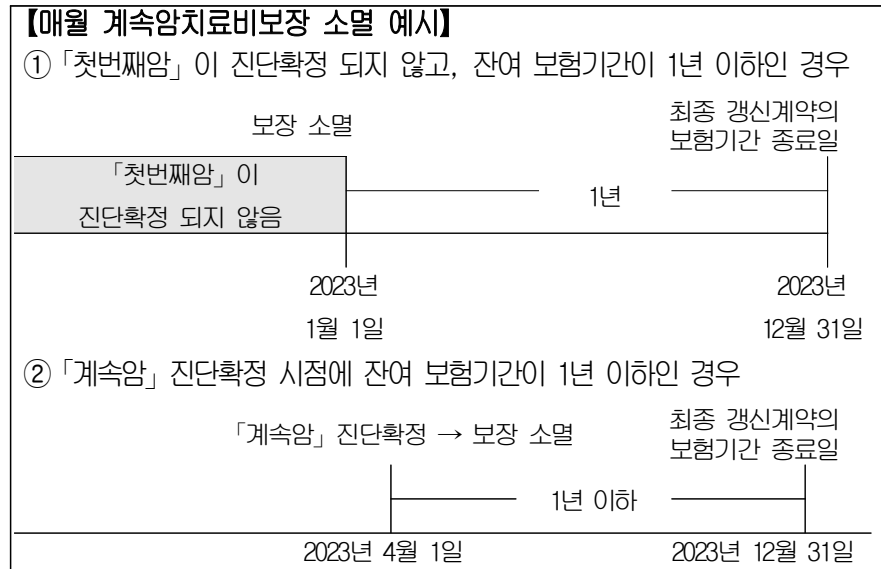 【매월 계속암치료비보장 소멸 예시】
①「첫번째암」이 진단확정 되지 않고, 잔여 보험기간이 1년 이하인 경우
최종 갱신계약의
보장 소멸
보험기간 종료일
「첫번째암」이
1년
진단확정 되지 않음
2023년
2023년
1월 1일
12월 31일
②「계속암」진단확정 시점에 잔여 보험기간이 1년 이하인 경우
최종 갱신계약의
「계속암」진단확정 → 보장 소멸
보험기간 종료일
1년 이하
2023년 4월 1일
2023년 12월 31일